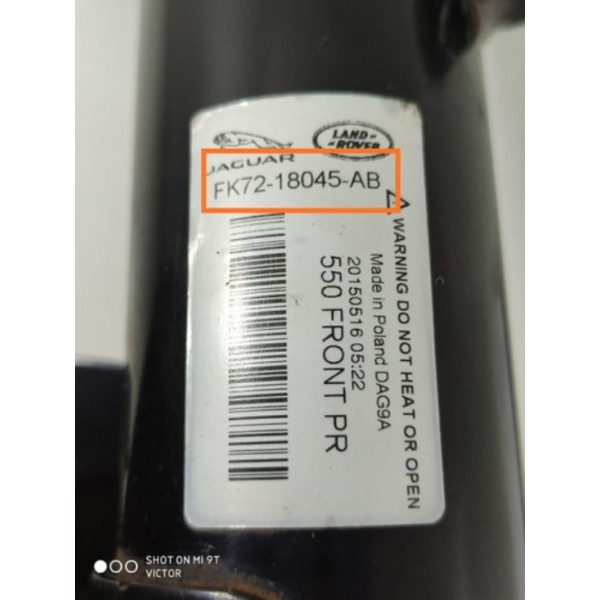 JAGUAR
LAND-
ROVER
FK72-18045-AB
WARNING DO NOT HEAT OR OPEN
Made in Poland DAG9A
20150516 05:22
550 FRONT PR
SHOT ON MI 9T
VICTOR